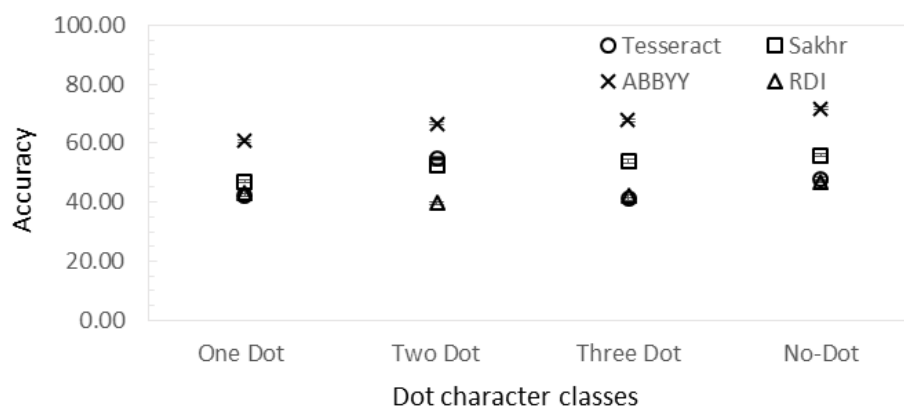 100.00
Tesseract Sakhr
ABBYY RDI
80.00
60.00
40.00
20.00
0.00
Accuracy
One Dot Two Dot Three Dot No-Dot
Dot character classes